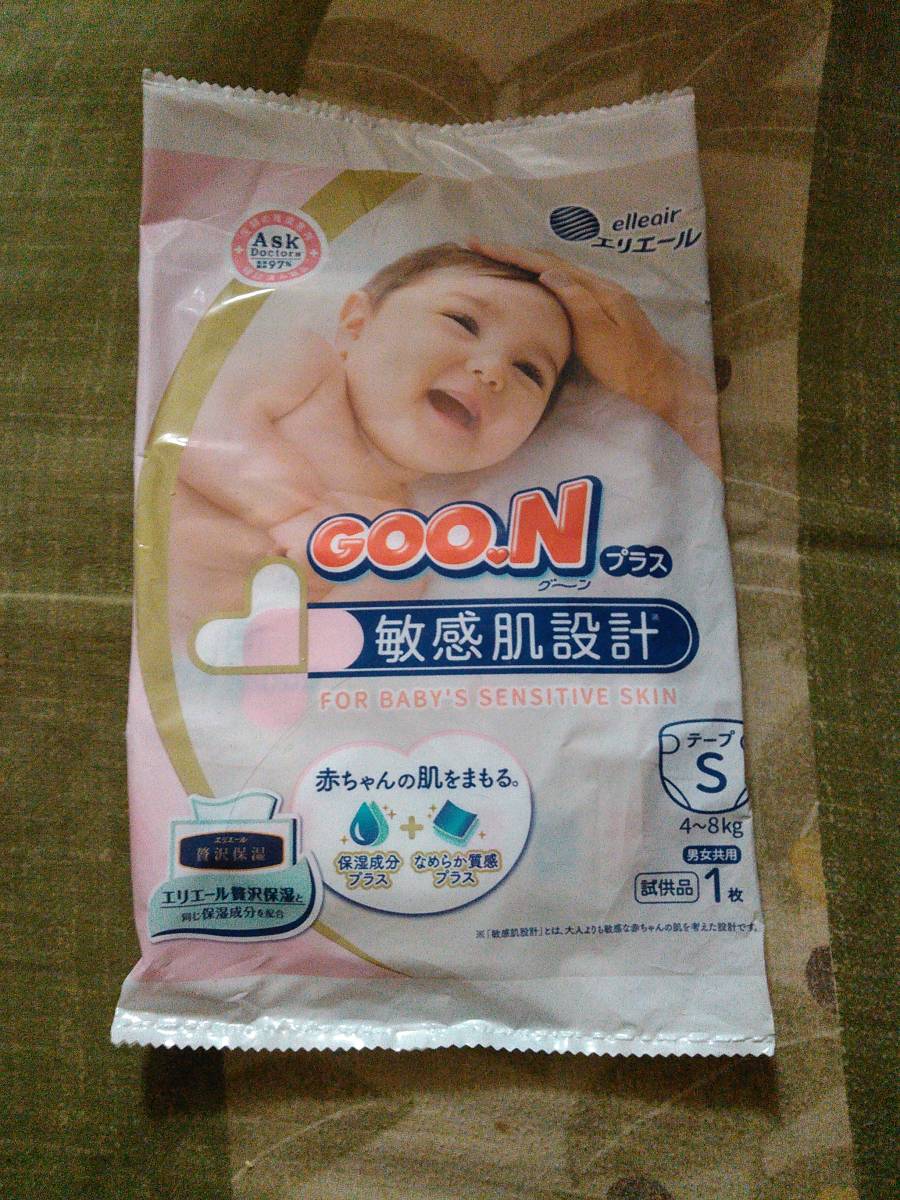 Ask
Doctors
97%
elleair
エリエール
GOO.N
プラス
グ〜ン
敏感肌設計※
FOR BABY'S SENSITIVE SKIN
赤ちゃんの肌をまもる。
保湿成分
プラス
+
なめらか質感
プラス
エリエール
贅沢保湿
エリエール贅沢保湿と
同じ保湿成分を配合
テープ
S
4〜8kg
男女共用
試供品 1枚
※「敏感肌設計」とは、大人よりも敏感な赤ちゃんの肌を考えた設計です。